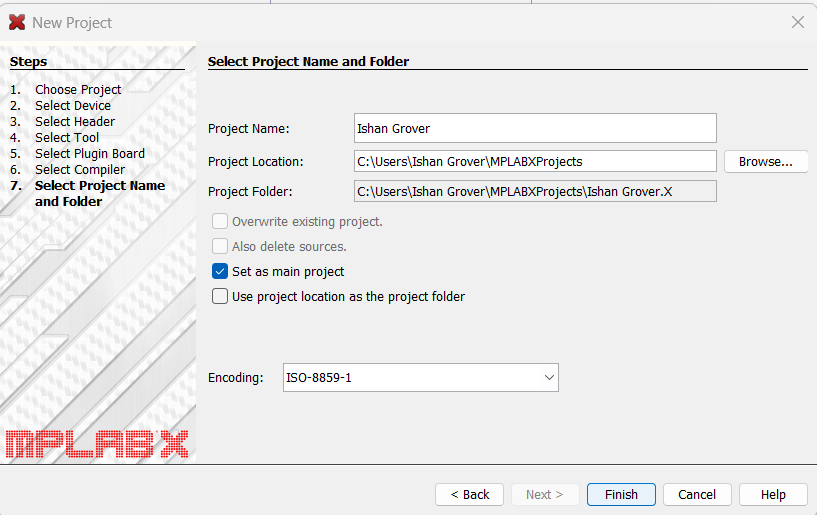 New Project
Steps
1. Choose Project
2. Select Device
3. Select Header
4. Select Tool
5. Select Plugin Board
6. Select Compiler
7. Select Project Name
and Folder
MPLAB X
Select Project Name and Folder
Project Name: Ishan Grover
Project Location: C:\Users\Ishan Grover\MPLABXProjects Browse...
Project Folder: C:\Users\Ishan Grover\MPLABXProjects\Ishan Grover.X
Overwrite existing project.
Also delete sources.
Set as main project
Use project location as the project folder
Encoding: ISO-8859-1
< Back Next > Finish Cancel Help